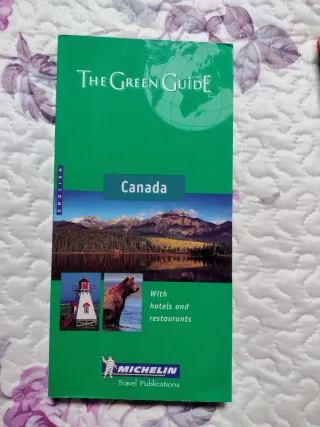 THE GREEN GUIDE
ENGLISH
Canada
With
hotels and
restaurants
MICHELIN
Travel Publications